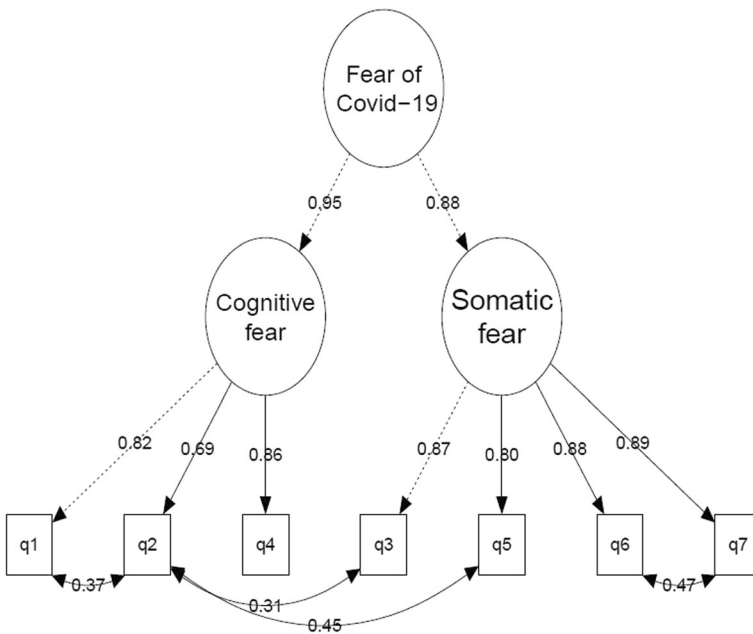 Fear of
Covid−19
0.95
0.88
Cognitive
fear
Somatic
fear
0.82
0.69
0.86
0.87
0.80
0.88
0.89
q1
q2
q4
q3
q5
q6
q7
0.37
0.31
0.45
0.47